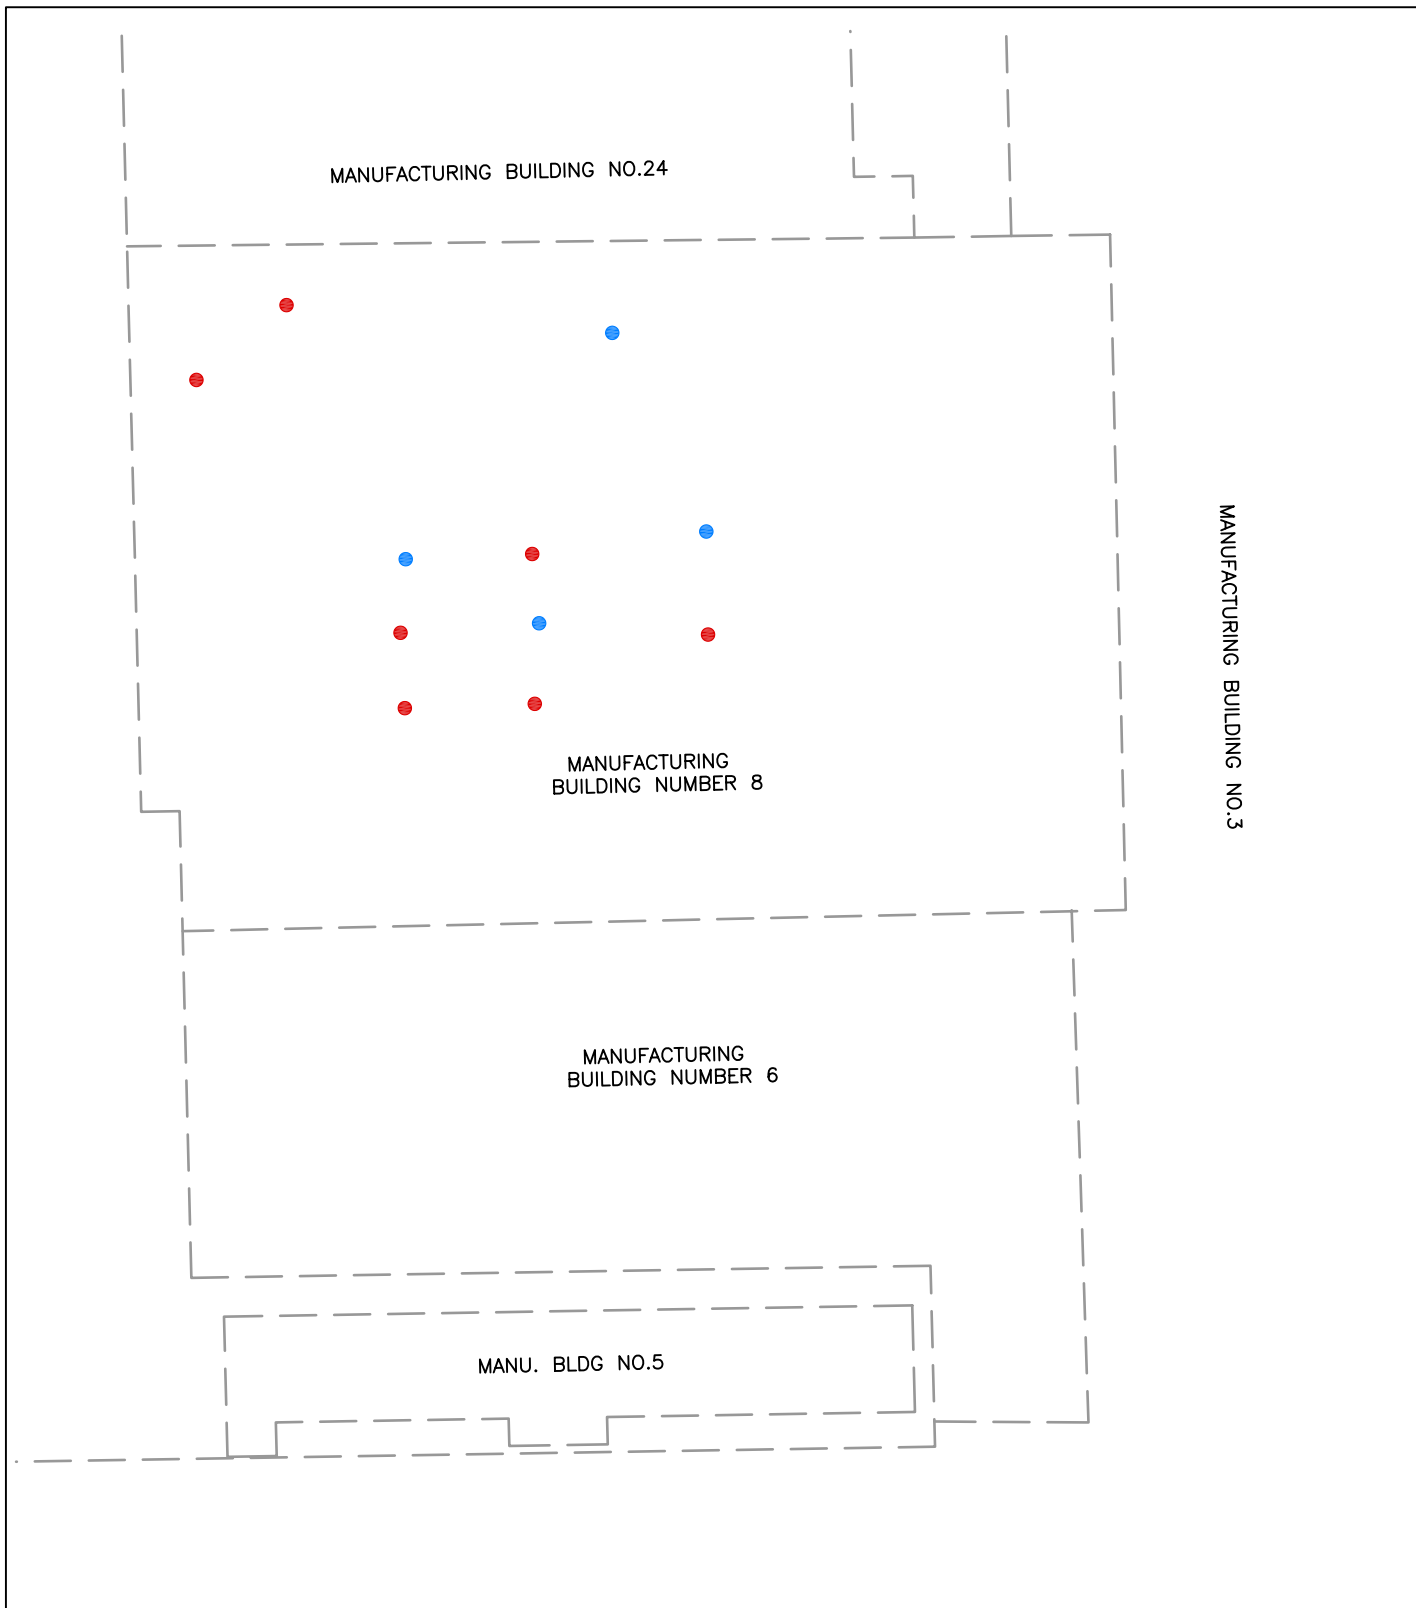 MANUFACTURING BUILDING NO.24
MANUFACTURING BUILDING NO.3
MANUFACTURING
BUILDING NUMBER 8
MANUFACTURING
BUILDING NUMBER 6
MANU. BLDG NO.5